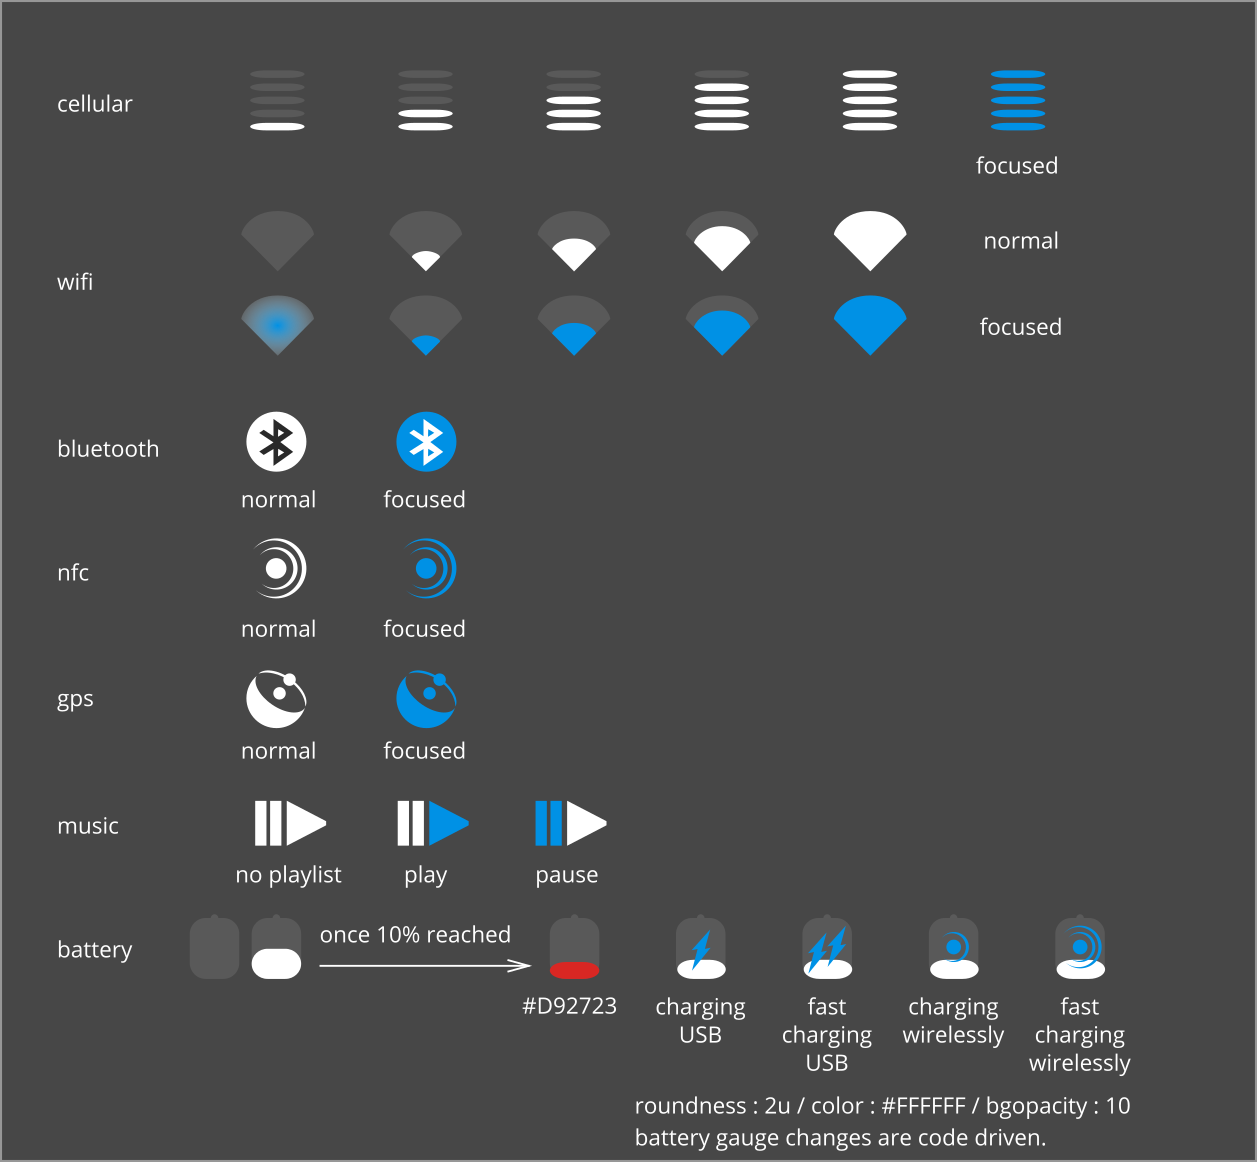 cellular
focused
normal
wifi
focused
bluetooth
normal focused
nfc
normal focused
gps
normal focused
music
no playlist play pause
once 10% reached
battery
#D92723
charging USB
fast charging USB
charging wirelessly
fast charging wirelessly
roundness : 2u / color : #FFFFFF / bgopacity : 10
battery gauge changes are code driven.